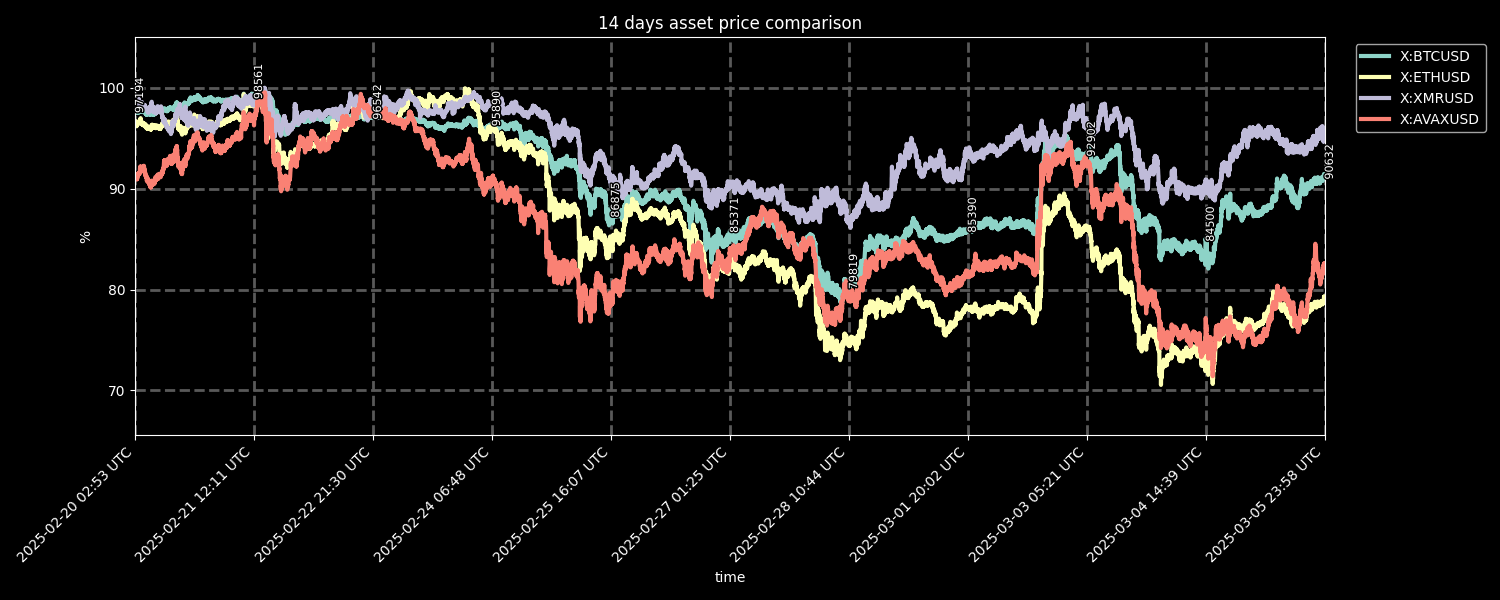 14 days asset price comparison
X:BTCUSD
X:ETHUSD
X:XMRUSD
X:AVAXUSD
100
90
80
70
%
97194
98561
96542
95890
86875
85371
79819
85390
92902
84500
90632
2025-02-20 02:53 UTC
2025-02-21 12:11 UTC
2025-02-22 21:30 UTC
2025-02-24 06:48 UTC
2025-02-25 16:07 UTC
2025-02-27 01:25 UTC
2025-02-28 10:44 UTC
2025-03-01 20:02 UTC
2025-03-03 05:21 UTC
2025-03-04 14:39 UTC
2025-03-05 23:58 UTC
time